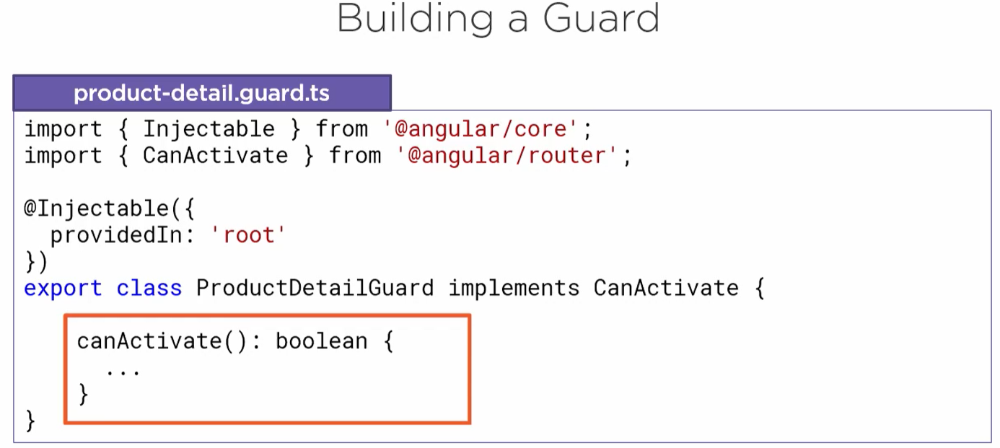 Building a Guard
product-detail.guard.ts
import { Injectable } from '@angular/core';
import { CanActivate } from '@angular/router';
@Injectable({
  providedIn: 'root'
})
export class ProductDetailGuard implements CanActivate {
    canActivate(): boolean {
      ...
    }
}